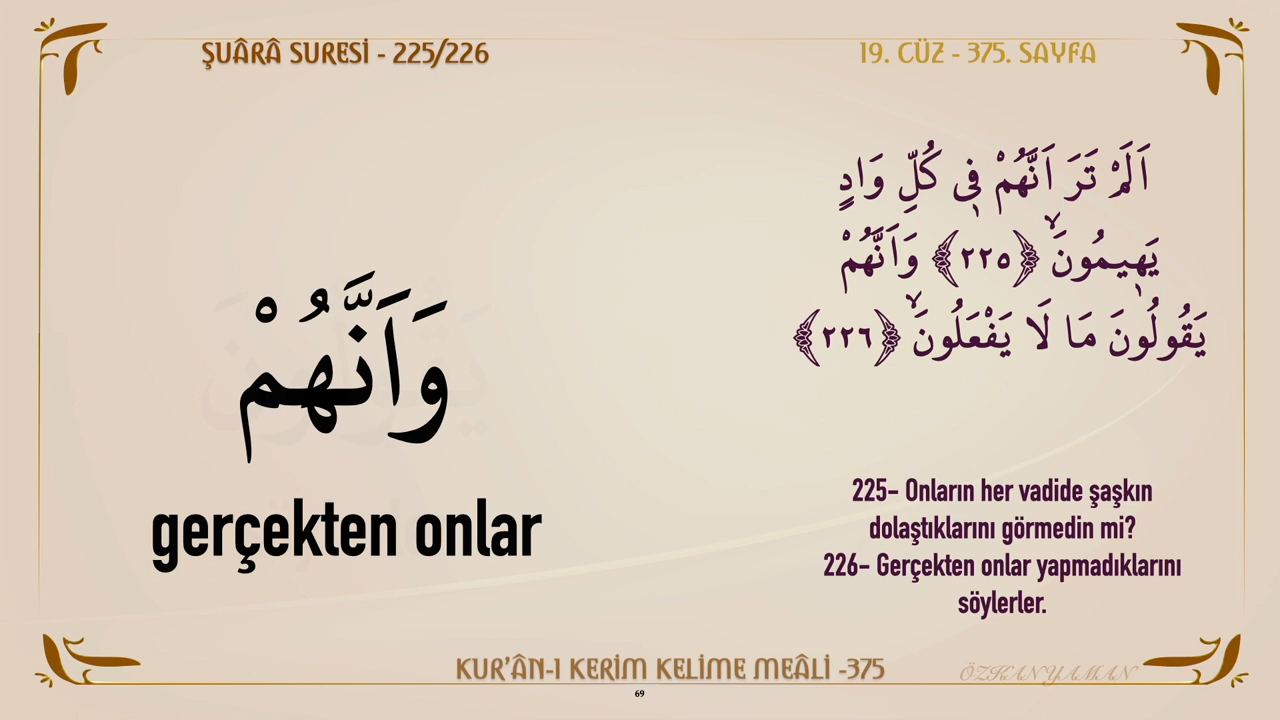 ŞUÂRÂ SURESİ - 225/226
19. CÜZ - 375. SAYFA
اَلَمْ تَرَ اَنَّهُمْ فٖي كُلِّ وَادٍ
يَهٖيمُونَۙ ﴿٢٢٥﴾ وَاَنَّهُمْ
يَقُولُونَ مَا لَا يَفْعَلُونَۙ ﴿٢٢٦﴾
وَاَنَّهُمْ
gerçekten onlar
225– Onların her vadide şaşkın
dolaştıklarını görmedin mi?
226– Gerçekten onlar yapmadıklarını
söylerler.
KUR'ÂN-I KERİM KELİME MEÂLİ -375
ÖZKAN YAMAN
69